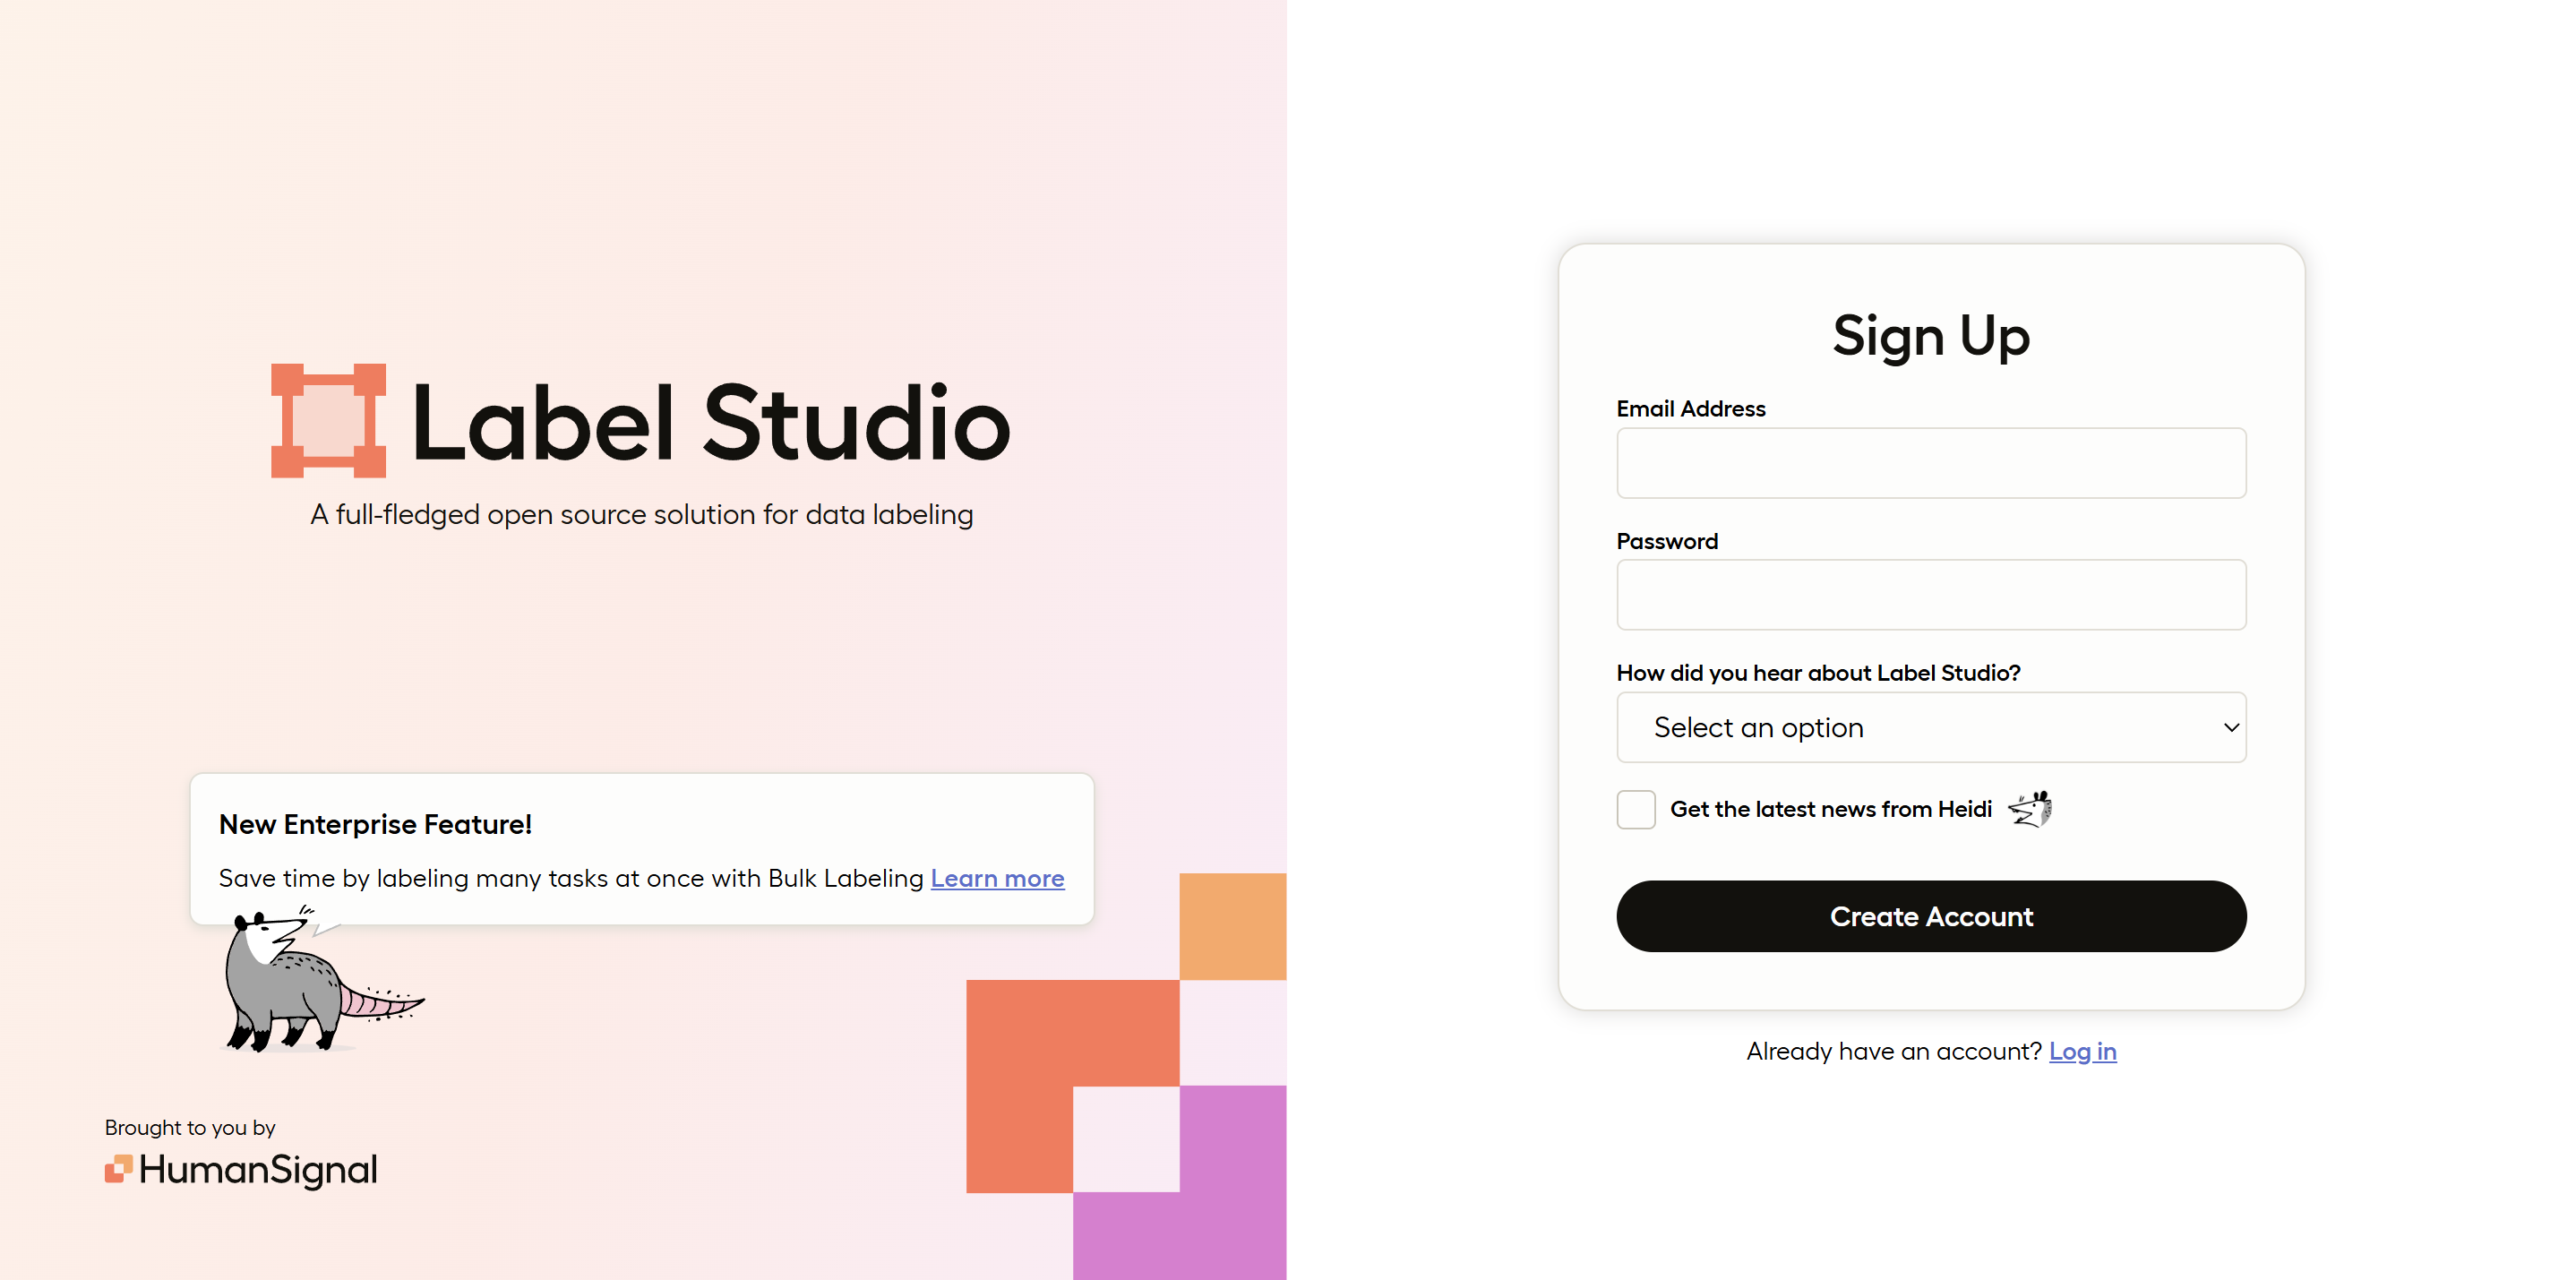 Label Studio
A full-fledged open source solution for data labeling
New Enterprise Feature!
Save time by labeling many tasks at once with Bulk Labeling Learn more
Brought to you by
HumanSignal
Sign Up
Email Address
Password
How did you hear about Label Studio?
Select an option
Get the latest news from Heidi
Create Account
Already have an account? Log in